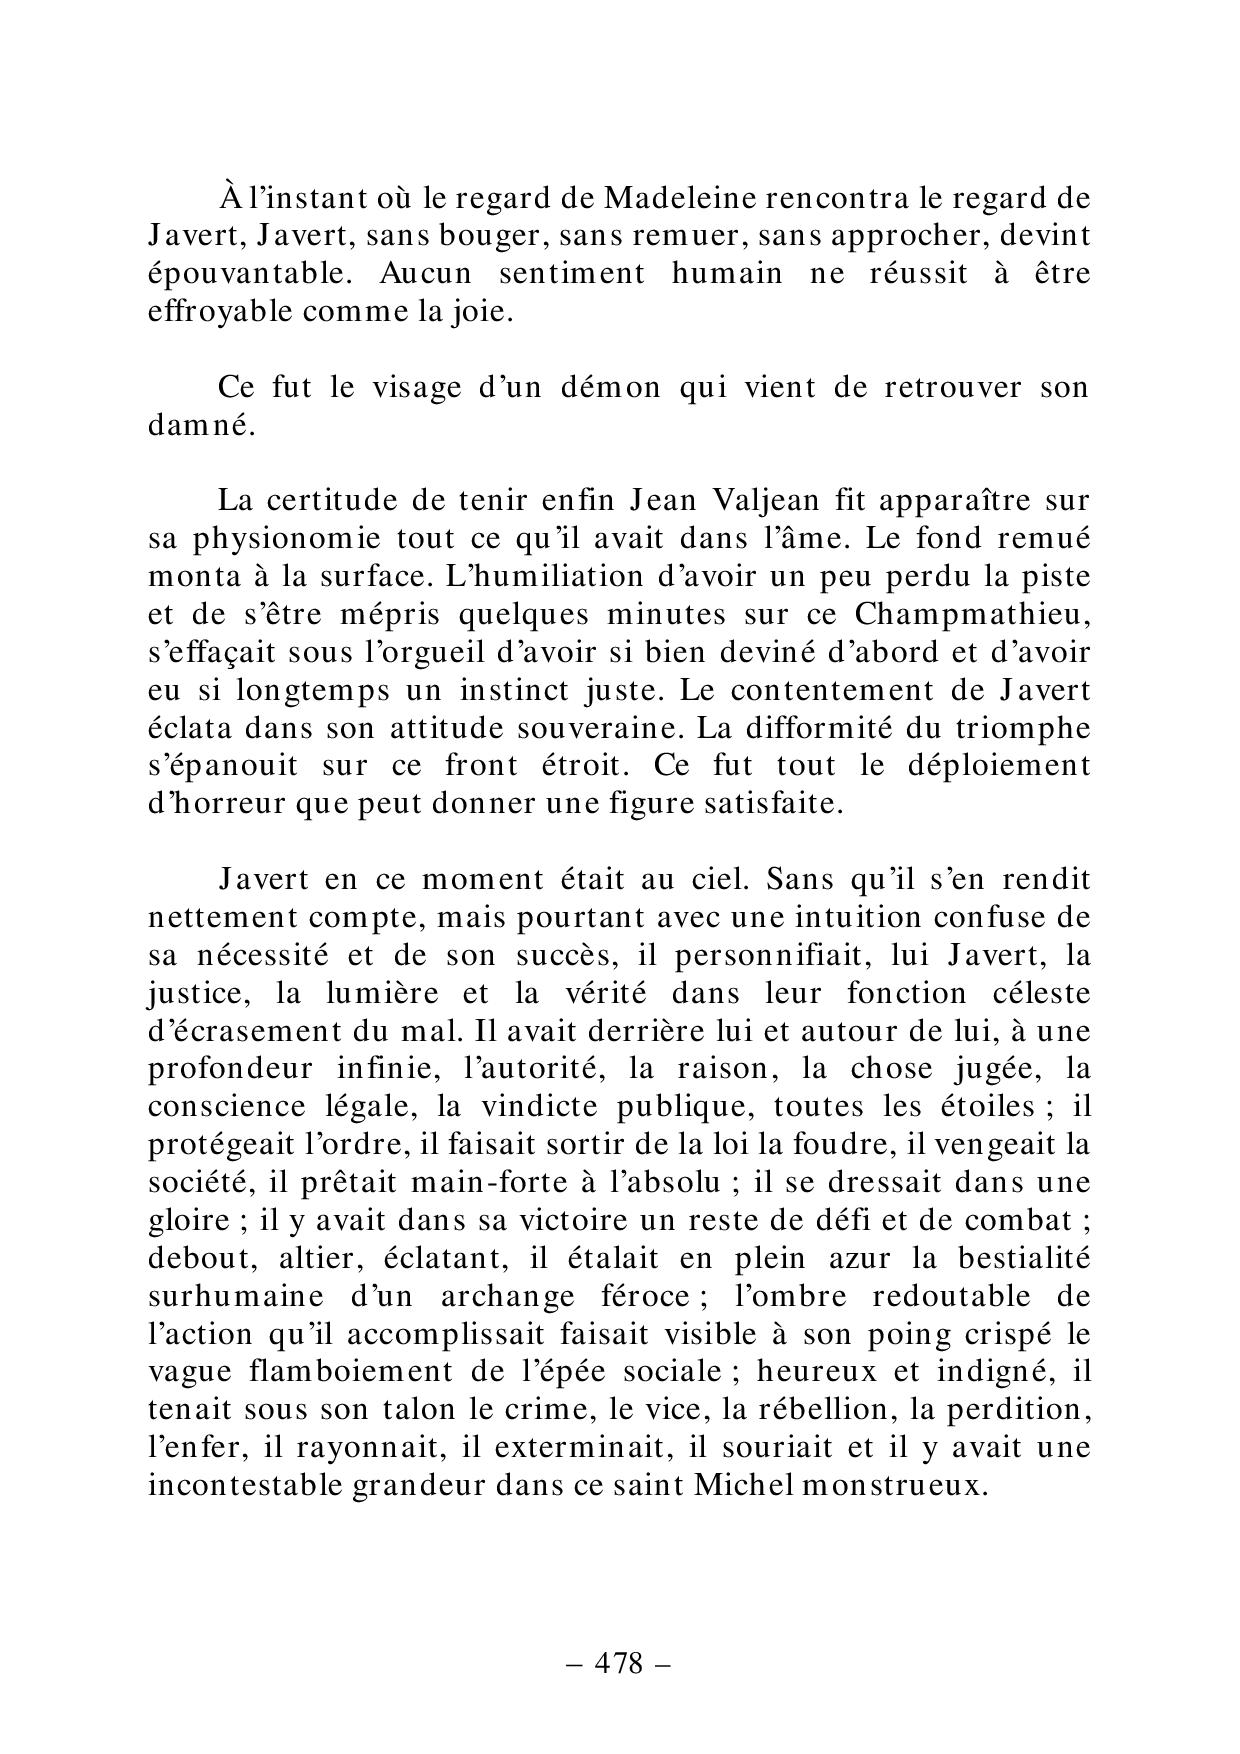 À l’instant où le regard de Madeleine rencontra le regard de
Javert, Javert, sans bouger, sans remuer, sans approcher, devint
épouvantable. Aucun sentiment humain ne réussit à être
effroyable comme la joie.
Ce fut le visage d’un démon qui vient de retrouver son
damné.
La certitude de tenir enfin Jean Valjean fit apparaître sur
sa physionomie tout ce qu’il avait dans l’âme. Le fond remué
monta à la surface. L’humiliation d’avoir un peu perdu la piste
et de s’être mépris quelques minutes sur ce Champmathieu,
s’effaçait sous l’orgueil d’avoir si bien deviné d’abord et d’avoir
eu si longtemps un instinct juste. Le contentement de Javert
éclata dans son attitude souveraine. La difformité du triomphe
s’épanouit sur ce front étroit. Ce fut tout le déploiement
d’horreur que peut donner une figure satisfaite.
Javert en ce moment était au ciel. Sans qu’il s’en rendit
nettement compte, mais pourtant avec une intuition confuse de
sa nécessité et de son succès, il personnifiait, lui Javert, la
justice, la lumière et la vérité dans leur fonction céleste
d’écrasement du mal. Il avait derrière lui et autour de lui, à une
profondeur infinie, l’autorité, la raison, la chose jugée, la
conscience légale, la vindicte publique, toutes les étoiles ; il
protégeait l’ordre, il faisait sortir de la loi la foudre, il vengeait la
société, il prêtait main-forte à l’absolu ; il se dressait dans une
gloire ; il y avait dans sa victoire un reste de défi et de combat ;
debout, altier, éclatant, il étalait en plein azur la bestialité
surhumaine d’un archange féroce ; l’ombre redoutable de
l’action qu’il accomplissait faisait visible à son poing crispé le
vague flamboiement de l’épée sociale ; heureux et indigné, il
tenait sous son talon le crime, le vice, la rébellion, la perdition,
l’enfer, il rayonnait, il exterminait, il souriait et il y avait une
incontestable grandeur dans ce saint Michel monstrueux.
– 478 –